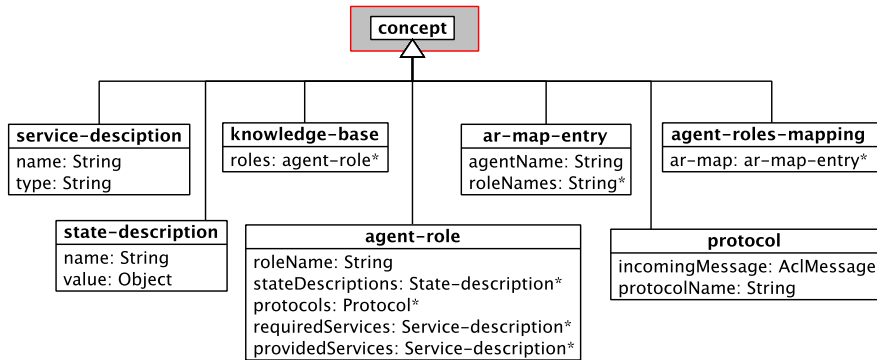 concept
service-desciption
name: String
type: String
knowledge-base
roles: agent-role*
ar-map-entry
agentName: String
roleNames: String*
agent-roles-mapping
ar-map: ar-map-entry*
state-description
name: String
value: Object
agent-role
roleName: String
stateDescriptions: State-description*
protocols: Protocol*
requiredServices: Service-description*
providedServices: Service-description*
protocol
incomingMessage: AclMessage
protocolName: String